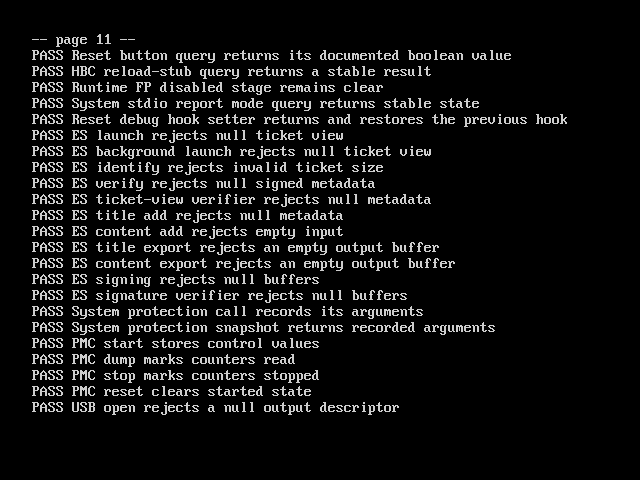 -- page 11 --
PASS Reset button query returns its documented boolean value
PASS HBC reload-stub query returns a stable result
PASS Runtime FP disabled stage remains clear
PASS System stdio report mode query returns stable state
PASS Reset debug hook setter returns and restores the previous hook
PASS ES launch rejects null ticket view
PASS ES background launch rejects null ticket view
PASS ES identify rejects invalid ticket size
PASS ES verify rejects null signed metadata
PASS ES ticket-view verifier rejects null metadata
PASS ES title add rejects null metadata
PASS ES content add rejects empty input
PASS ES title export rejects an empty output buffer
PASS ES content export rejects an empty output buffer
PASS ES signing rejects null buffers
PASS ES signature verifier rejects null buffers
PASS System protection call records its arguments
PASS System protection snapshot returns recorded arguments
PASS PMC start stores control values
PASS PMC dump marks counters read
PASS PMC stop marks counters stopped
PASS PMC reset clears started state
PASS USB open rejects a null output descriptor